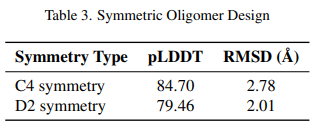 Table 3. Symmetric Oligomer Design
Symmetry Type pLDDT RMSD (Å)
C4 symmetry 84.70 2.78
D2 symmetry 79.46 2.01